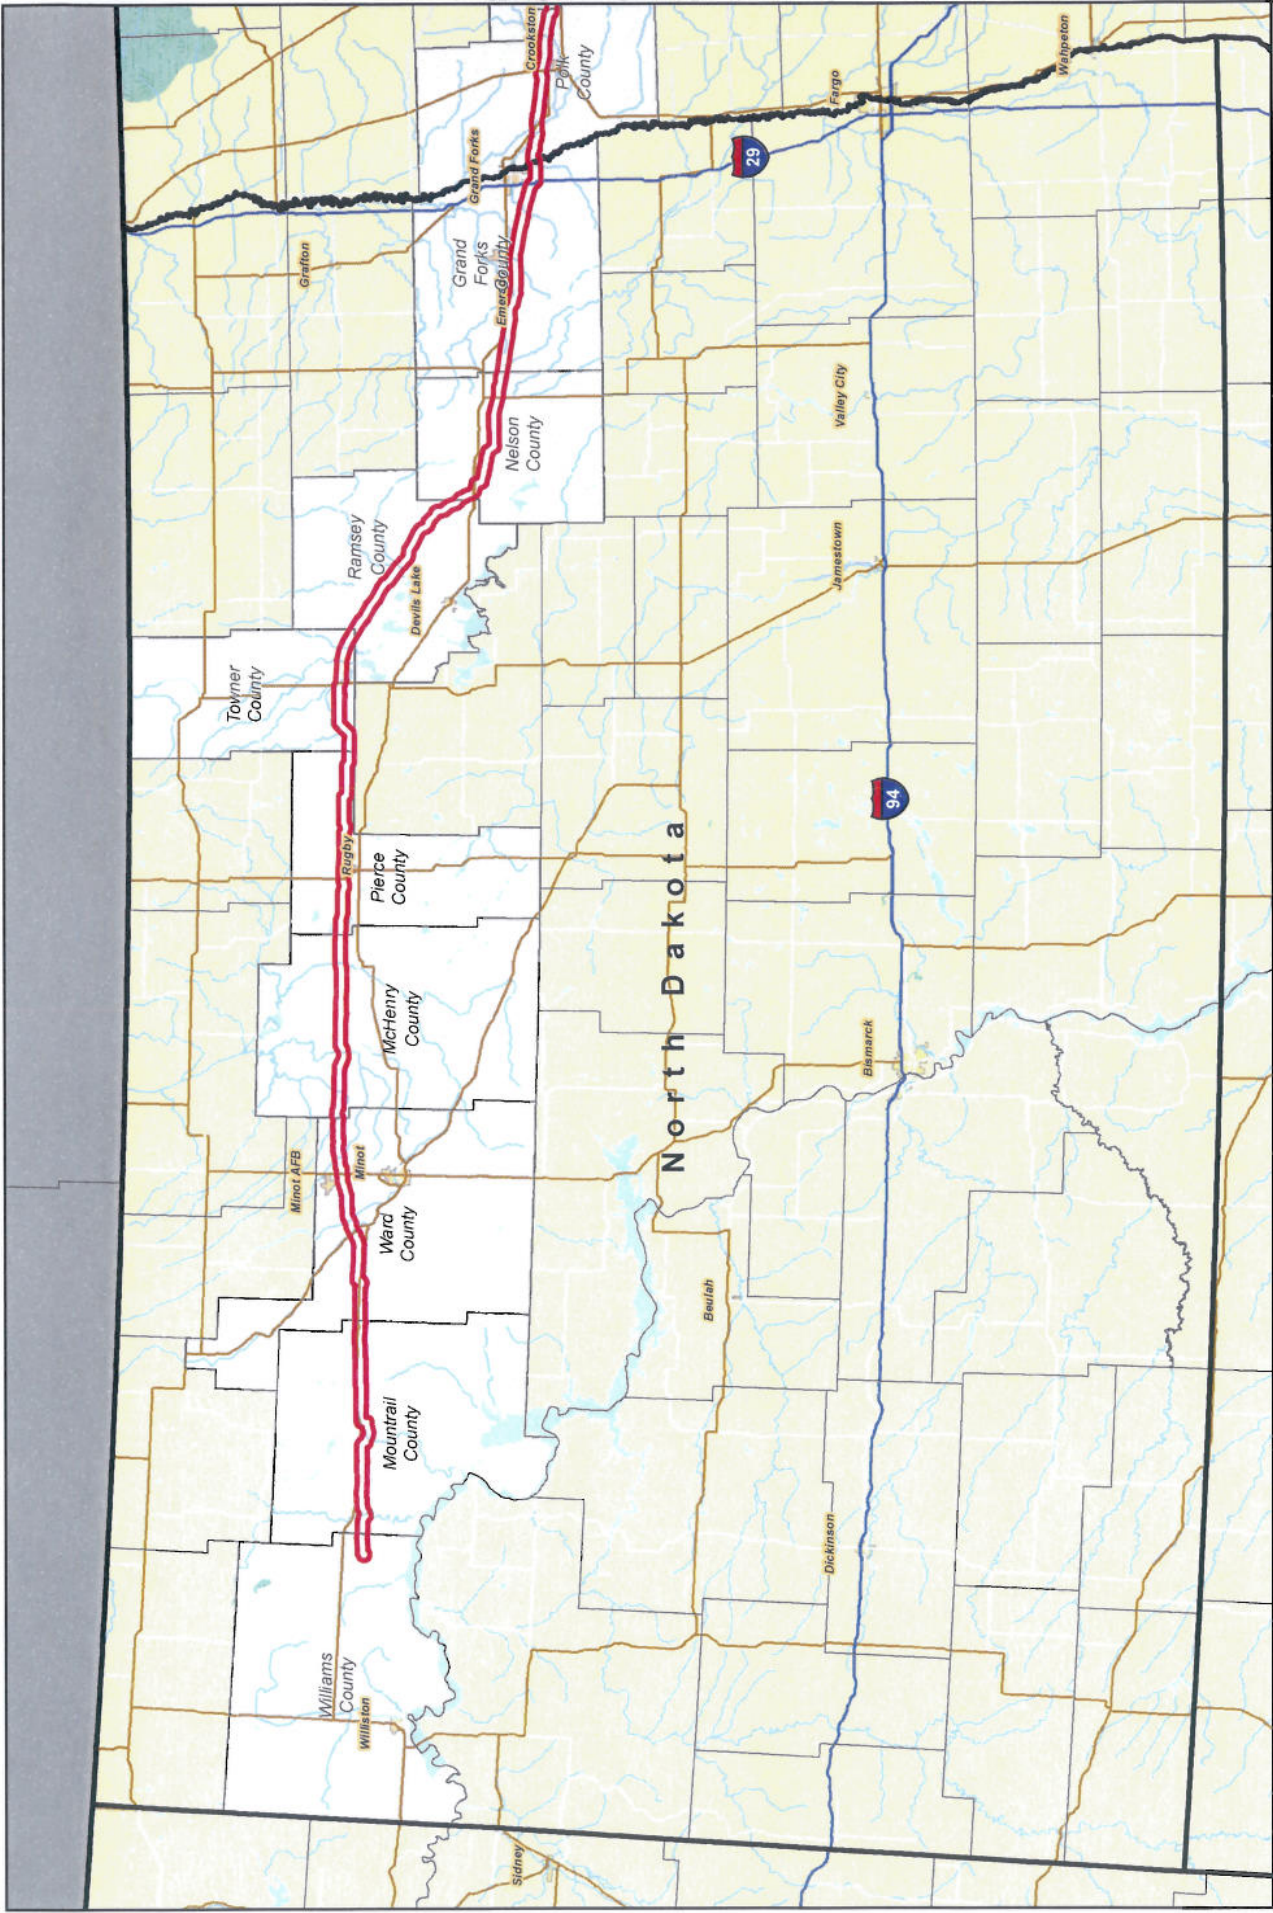 Towner
County
Minot AFB
Grafton
Williams
County
Rugby
Ramsey
County
Williston
Minot
Mountrail
County
Ward
County
McHenry
County
Pierce
County
Devils Lake
Grand
Forks
County
Grand Forks
Emerado
Nelson
County
Sidney
Crookston
Polk
County
North Dakota
Beulah
29
Dickinson
Bismarck
Jamestown
Valley City
Fargo
94
Wahpeton